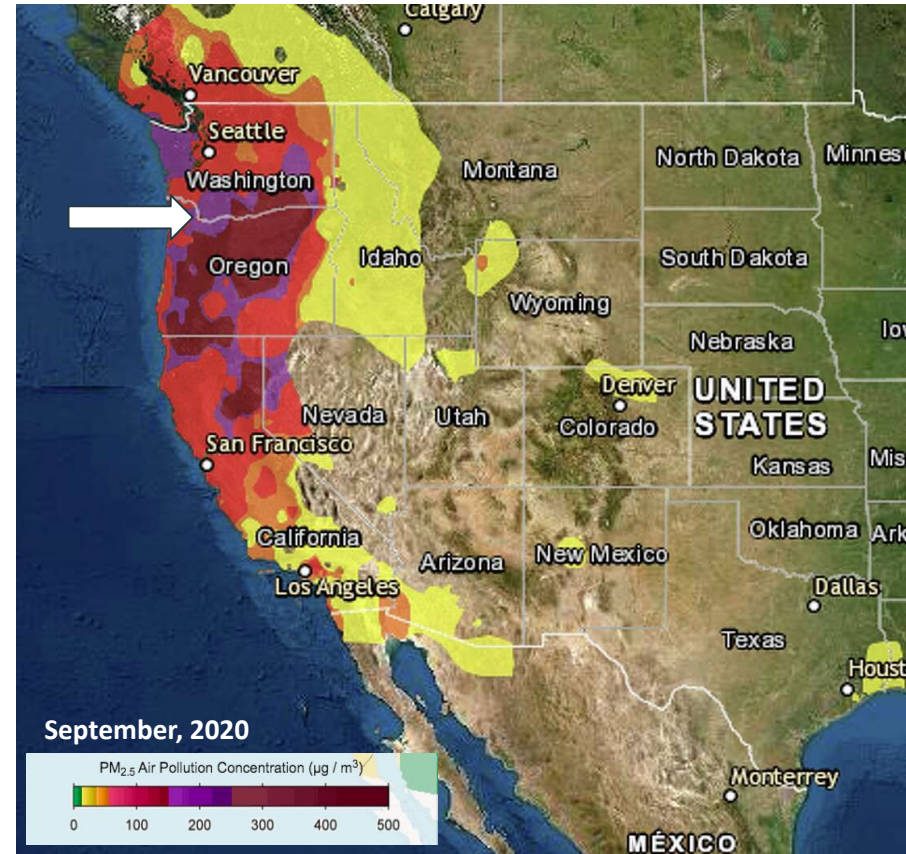 Calgary
Vancouver
Seattle
Washington
Montana
North Dakota
Minnes
Oregon
Idaho
South Dakota
Wyoming
Nebraska
Iow
Denver
UNITED
STATES
Nevada
Utah
Colorado
San Francisco
Kansas
Mis
California
Oklahoma
Ark
Arizona
New Mexico
Los Angeles
Dallas
Texas
Houst
September, 2020
PM2.5 Air Pollution Concentration (µg / m³)
0 100 200 300 400 500
Monterrey
MÉXICO